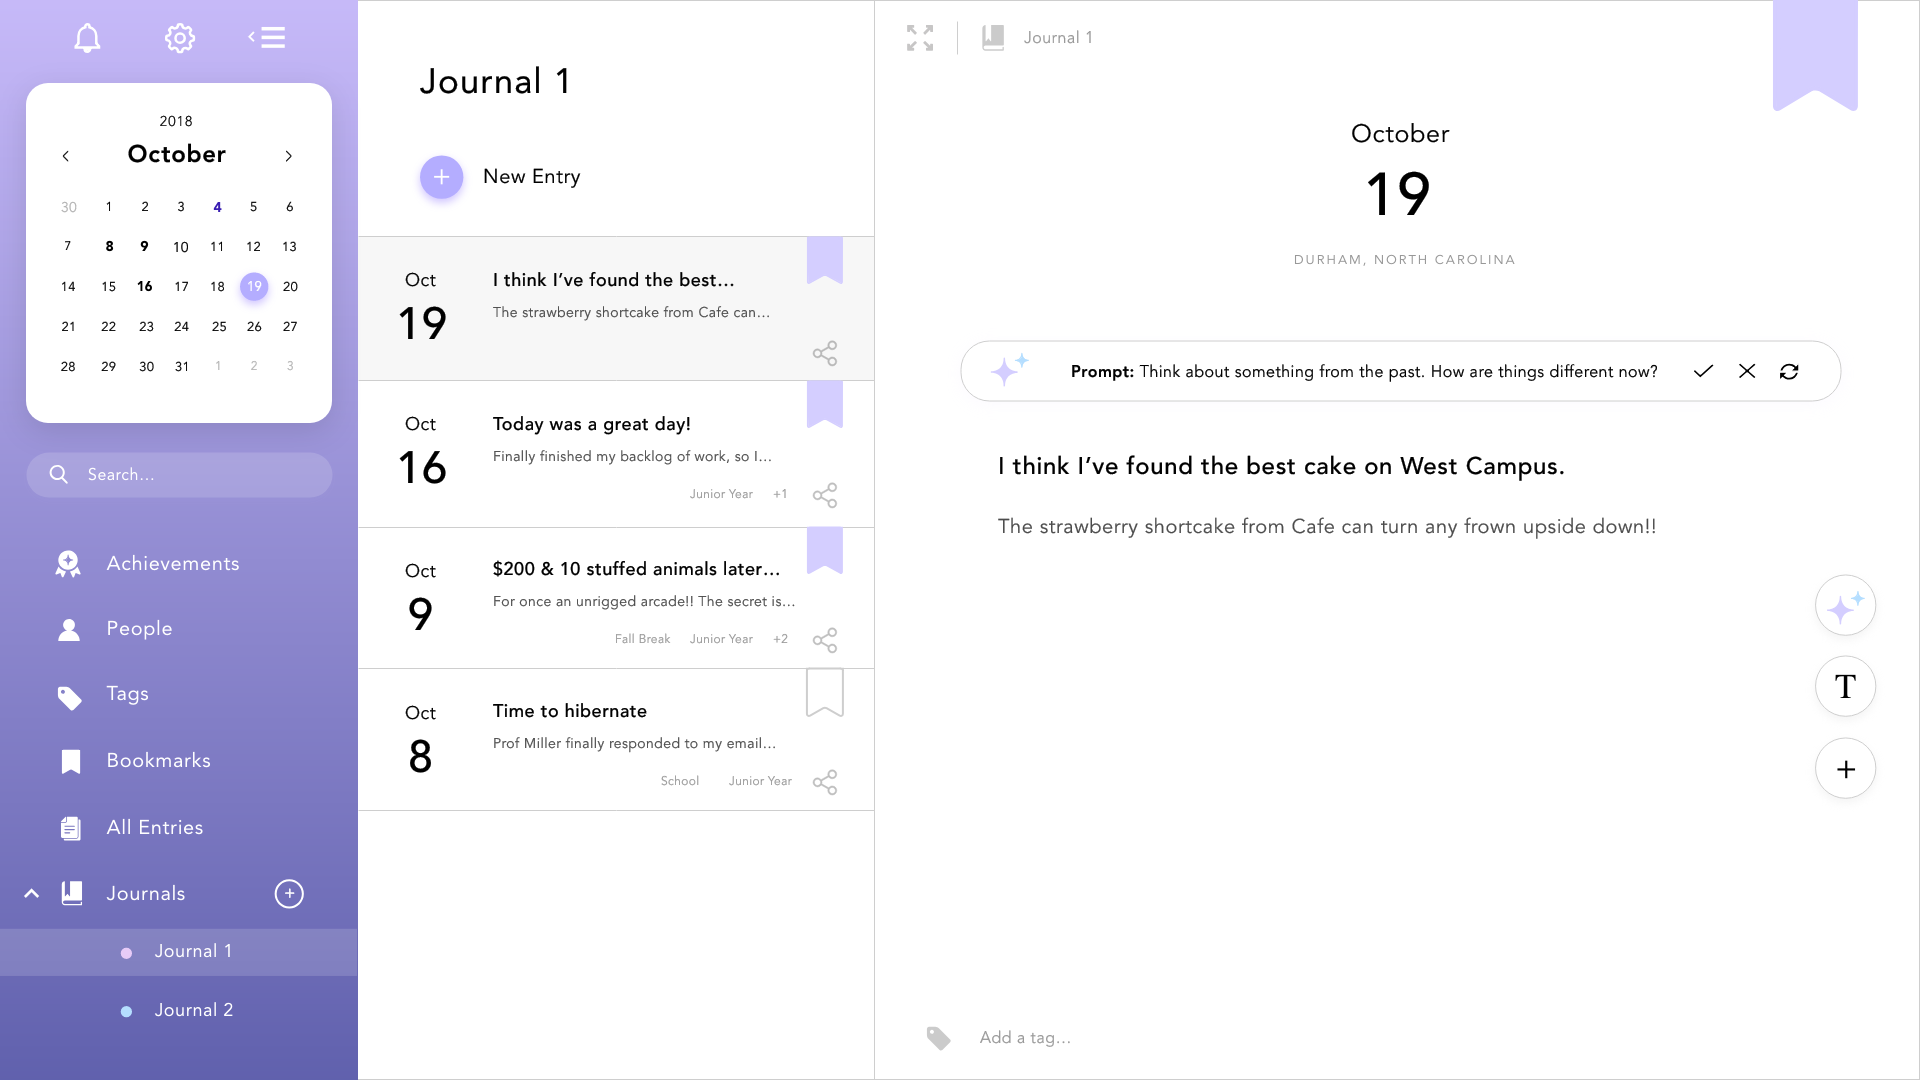 2018
October
30 1 2 3 4 5 6
7 8 9 10 11 12 13
14 15 16 17 18 19 20
21 22 23 24 25 26 27
28 29 30 31 1 2 3
Search...
Achievements
People
Tags
Bookmarks
All Entries
Journals
Journal 1
Journal 2
Journal 1
New Entry
Oct
19
I think I’ve found the best...
The strawberry shortcake from Cafe can...
Oct
16
Today was a great day!
Finally finished my backlog of work, so I...
Junior Year +1
Oct
9
$200 & 10 stuffed animals later...
For once an unrigged arcade!! The secret is...
Fall Break Junior Year +2
Oct
8
Time to hibernate
Prof Miller finally responded to my email...
School Junior Year
Journal 1
October
19
DURHAM, NORTH CAROLINA
Prompt: Think about something from the past. How are things different now?
I think I’ve found the best cake on West Campus.
The strawberry shortcake from Cafe can turn any frown upside down!!
T
Add a tag...